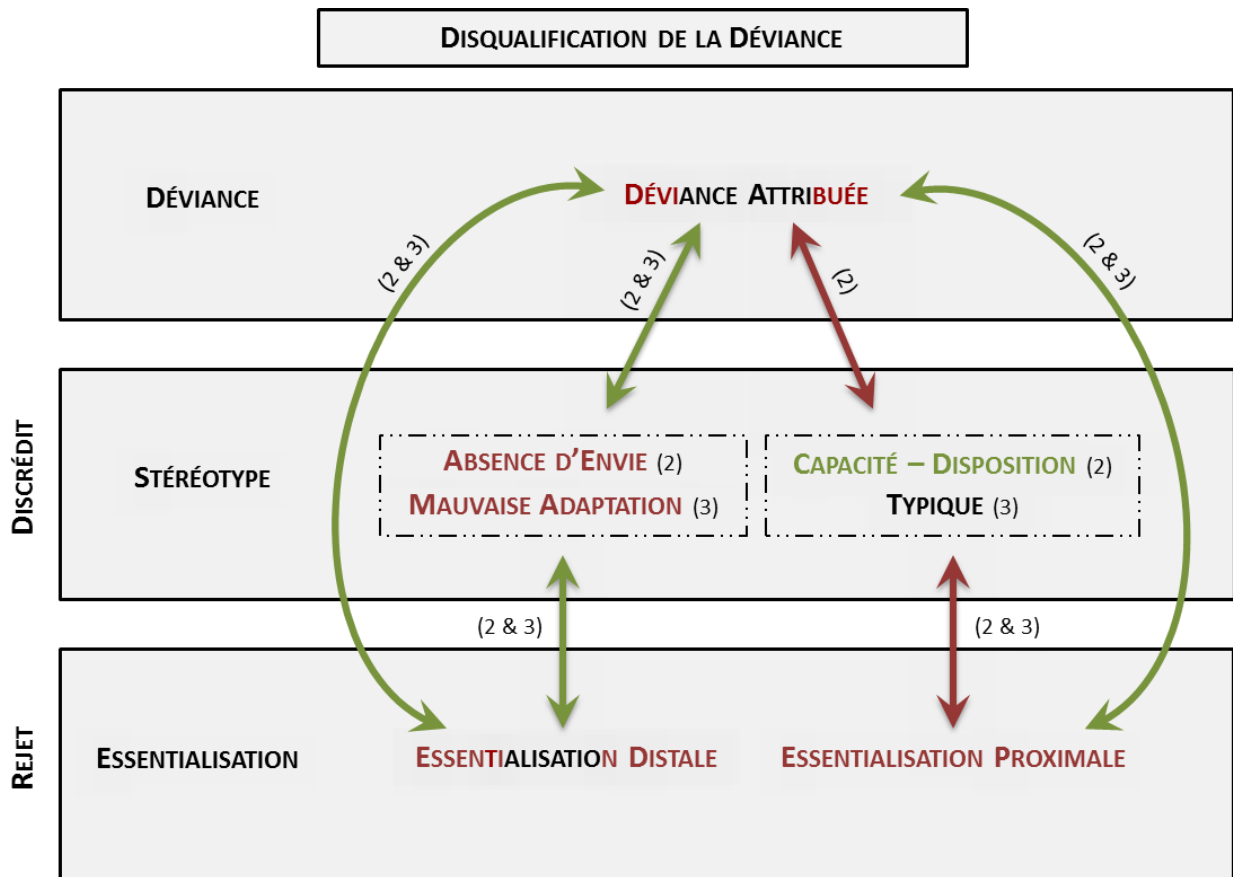 DISQUALIFICATION DE LA DÉVIANCE
DÉVIANCE
DÉVIANCE ATTRIBUÉE
(2 & 3)
(2 & 3)
(2)
(2 & 3)
DISCRÉDIT
STÉRÉOTYPE
ABSENCE D'ENVIE (2)
MAUVAISE ADAPTATION (3)
CAPACITÉ – DISPOSITION (2)
TYPIQUE (3)
(2 & 3)
(2 & 3)
REJET
ESSENTIALISATION
ESSENTIALISATION DISTALE
ESSENTIALISATION PROXIMALE